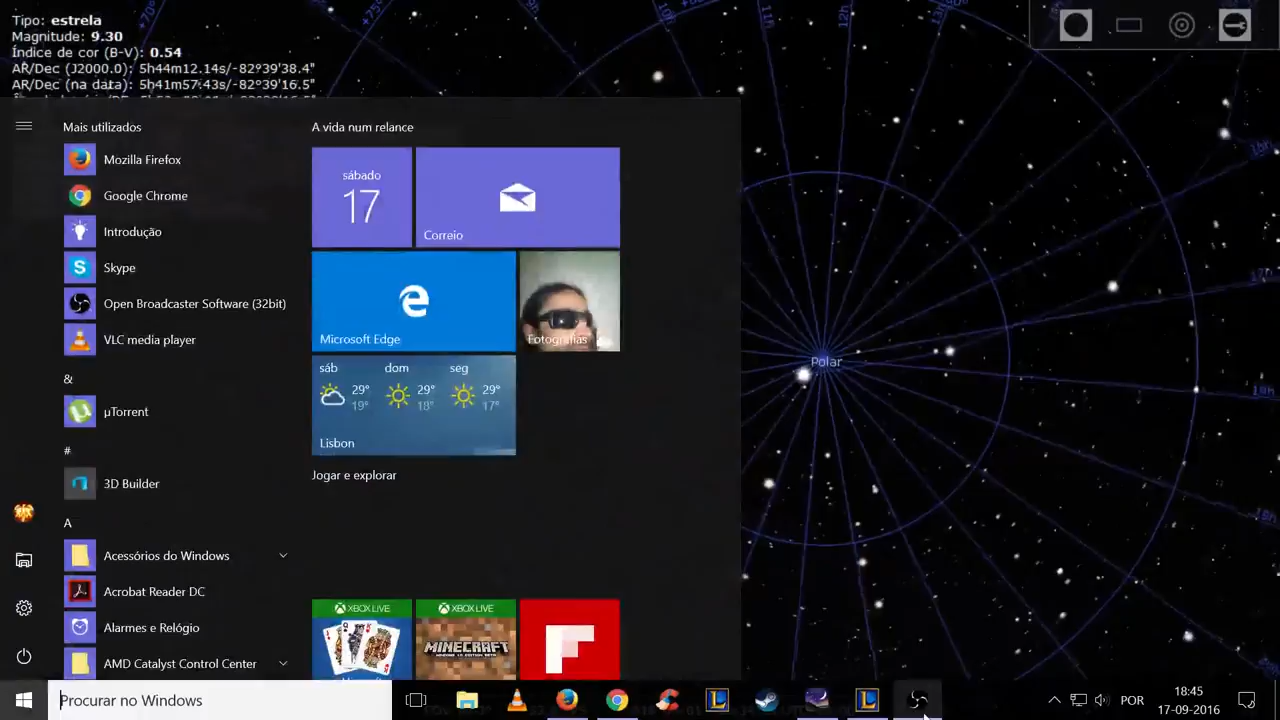 Tipo: estrela
Magnitude: 9.30
Índice de cor (B-V): 0.54
AR/Dec (J2000.0): 5h44m12.14s/-82°39'38.4"
AR/Dec (na data): 5h41m57:43s/-82°39'16.5"
Mais utilizados
Mozilla Firefox
Google Chrome
Introdução
Skype
Open Broadcaster Software (32bit)
VLC media player
&
µTorrent
#
3D Builder
A
Acessórios do Windows
Acrobat Reader DC
Alarmes e Relógio
AMD Catalyst Control Center
A vida num relance
sábado
17
Correio
Microsoft Edge
Fotografias
sáb dom seg
29° 29° 29°
19° 18° 17°
Lisbon
Jogar e explorar
XBOX LIVE
XBOX LIVE
MINECRAFT
Polar
11h
12h
17h
18h
19h
Procurar no Windows
POR
18:45
17-09-2016